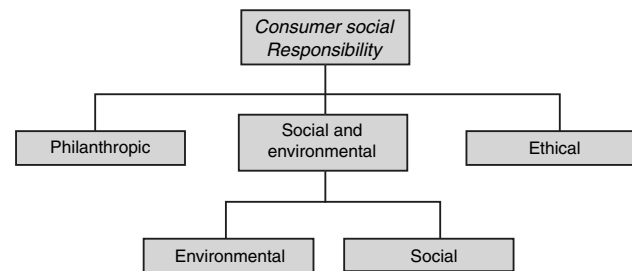 Consumer social
Responsibility
Philanthropic
Social and
environmental
Ethical
Environmental
Social